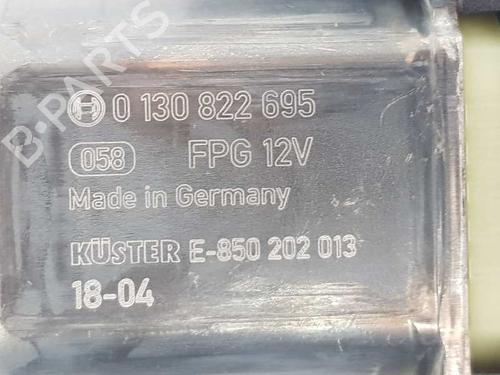 0 130 822 695
058 FPG 12V
Made in Germany
KÜSTER E-850 202 013
18-04
B-PARTS